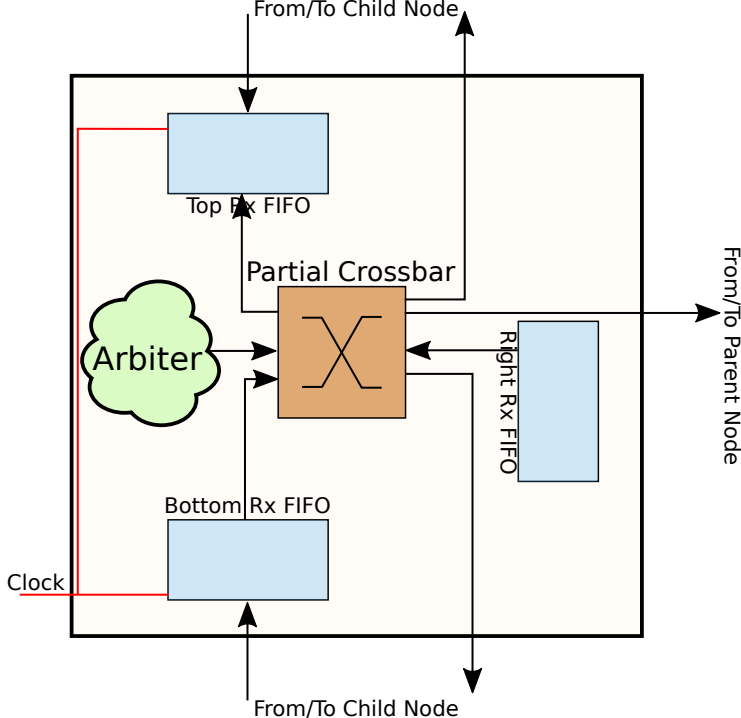 From/To Child Node
Top Rx FIFO
Partial Crossbar
From/To Parent Node
Arbiter
Right Rx FIFO
Bottom Rx FIFO
Clock
From/To Child Node